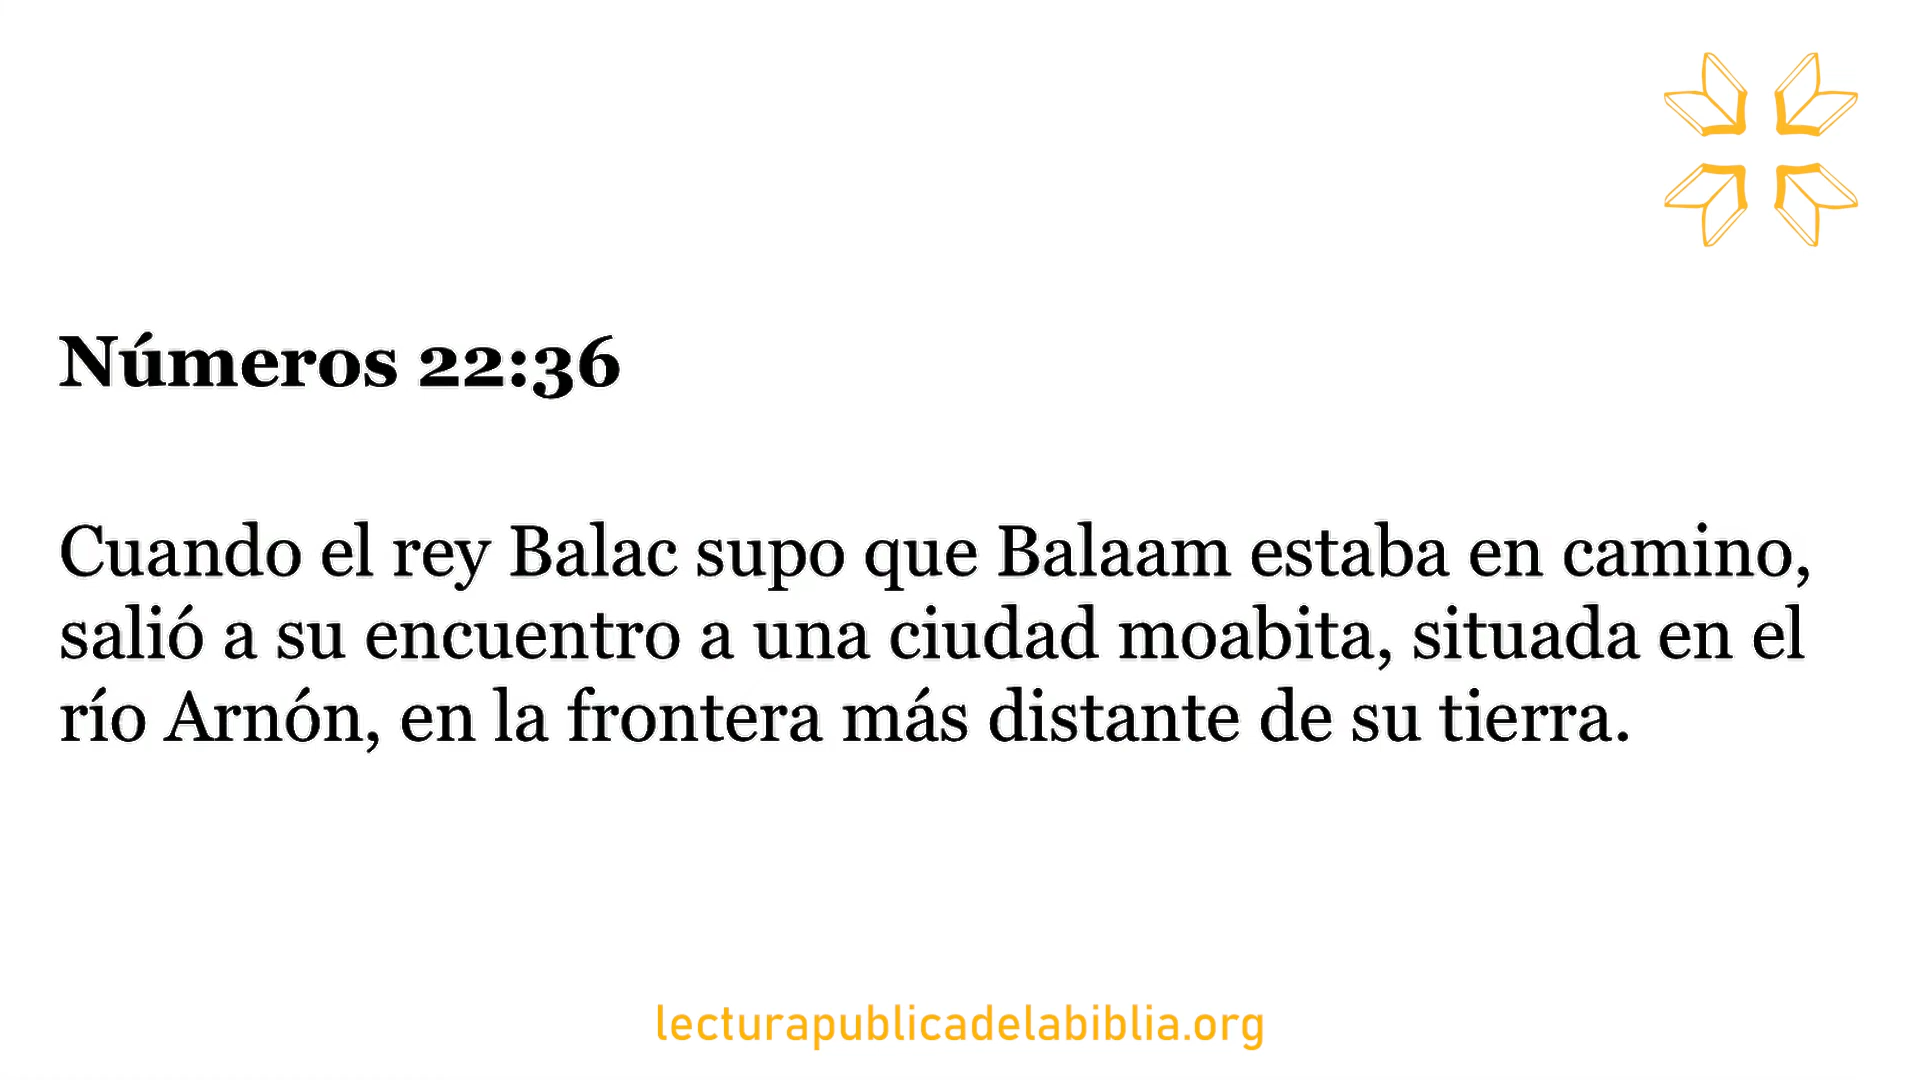 Números 22:36
Cuando el rey Balac supo que Balaam estaba en camino,
salió a su encuentro a una ciudad moabita, situada en el
río Arnón, en la frontera más distante de su tierra.
lecturapublicadelabiblia.org